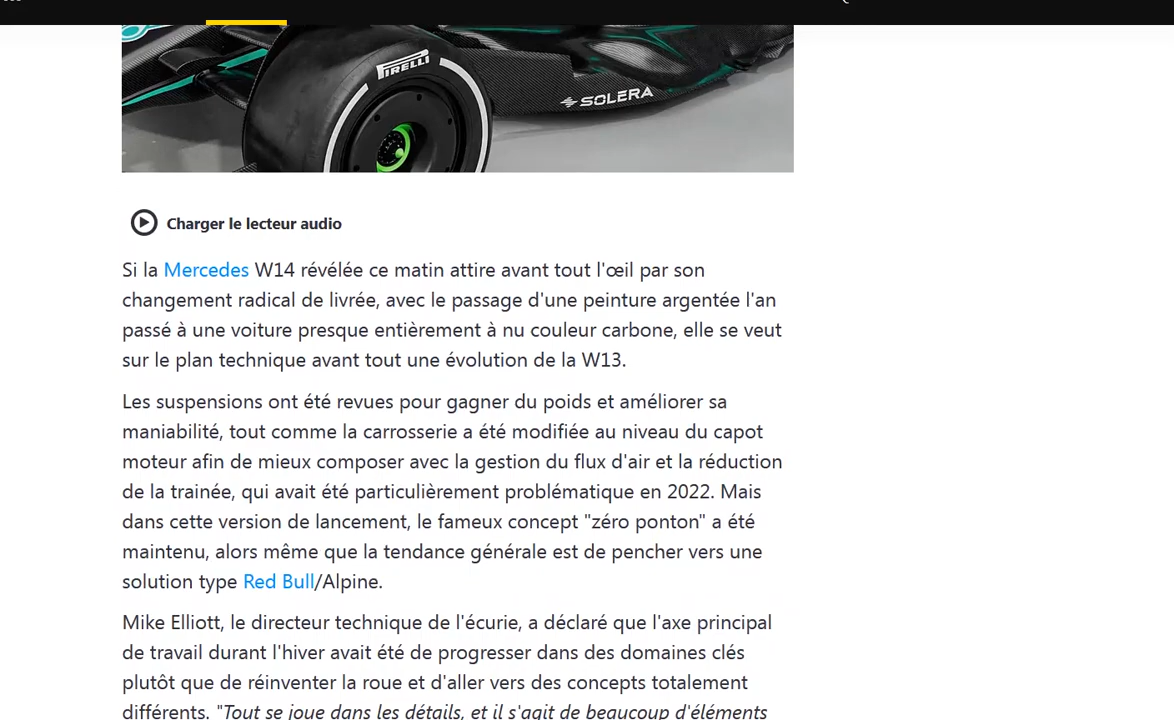 PIRELLI
SOLERA
Charger le lecteur audio
Si la Mercedes W14 révélée ce matin attire avant tout l'œil par son
changement radical de livrée, avec le passage d'une peinture argentée l'an
passé à une voiture presque entièrement à nu couleur carbone, elle se veut
sur le plan technique avant tout une évolution de la W13.
Les suspensions ont été revues pour gagner du poids et améliorer sa
maniabilité, tout comme la carrosserie a été modifiée au niveau du capot
moteur afin de mieux composer avec la gestion du flux d'air et la réduction
de la trainée, qui avait été particulièrement problématique en 2022. Mais
dans cette version de lancement, le fameux concept "zéro ponton" a été
maintenu, alors même que la tendance générale est de pencher vers une
solution type Red Bull/Alpine.
Mike Elliott, le directeur technique de l'écurie, a déclaré que l'axe principal
de travail durant l'hiver avait été de progresser dans des domaines clés
plutôt que de réinventer la roue et d'aller vers des concepts totalement
différents. "Tout se joue dans les détails, et il s'agit de beaucoup d'éléments